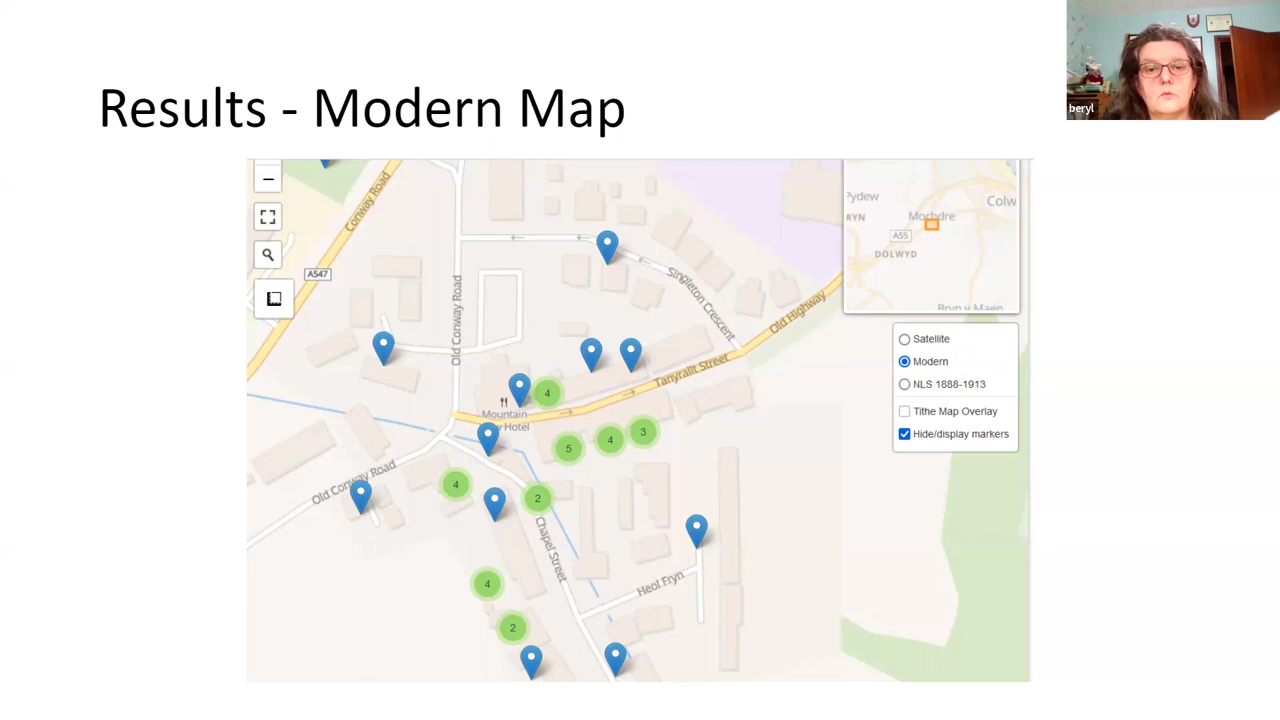 beryl
Results - Modern Map
Conway Road
A547
Old Conway Road
Singleton Crescent
Old Highway
Tanyrallt Street
4
Mountain
Hotel
5
4
3
Old Conway Road
4
2
Chapel Street
Heol Fryn
4
2
Pydew
RYN
Mochdre
Colw
A55
DOLWYD
Bryn y Maen
Satellite
Modern
NLS 1888-1913
Tithe Map Overlay
Hide/display markers